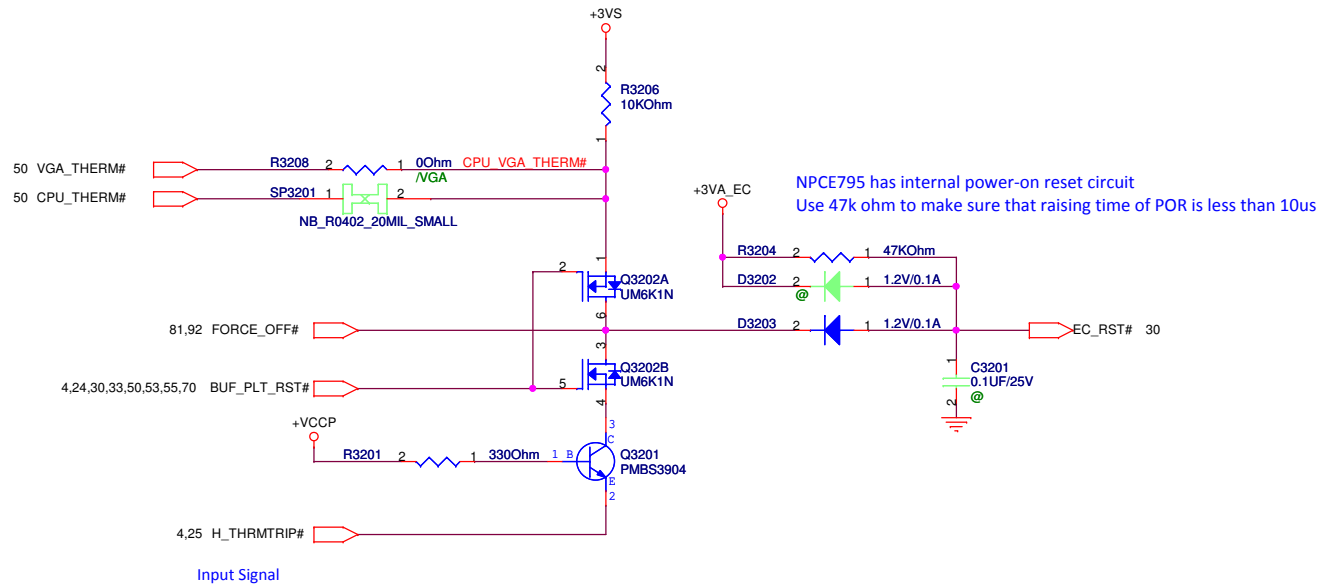 +3VS
2
R3206
10KOhm
1
50 VGA_THERM#
R3208 2 1 0Ohm CPU_VGA_THERM#
/VGA
50 CPU_THERM#
SP3201 1 2
NB_R0402_20MIL_SMALL
+3VA_EC
NPCE795 has internal power-on reset circuit
Use 47k ohm to make sure that raising time of POR is less than 10us
R3204 2 1 47KOhm
D3202 2 1 1.2V/0.1A
@
1
2 Q3202A
UM6K1N
6
81,92 FORCE_OFF#
D3203 2 1 1.2V/0.1A
EC_RST# 30
3
Q3202B
5 UM6K1N
4
4,24,30,33,50,53,55,70 BUF_PLT_RST#
1
C3201
0.1UF/25V
@
2
+VCCP
R3201 2 1 330Ohm
3
C
1 B Q3201
PMBS3904
E
2
4,25 H_THRMTRIP#
Input Signal